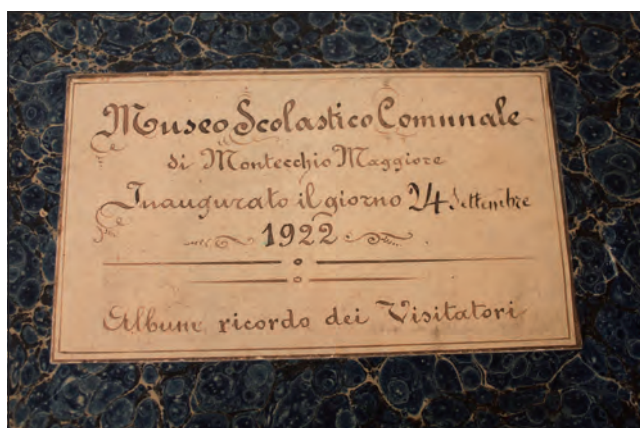 Museo Scolastico Comunale
di Montecchio Maggiore
Inaugurato il giorno 24 Settembre
1922
Album ricordo dei Visitatori